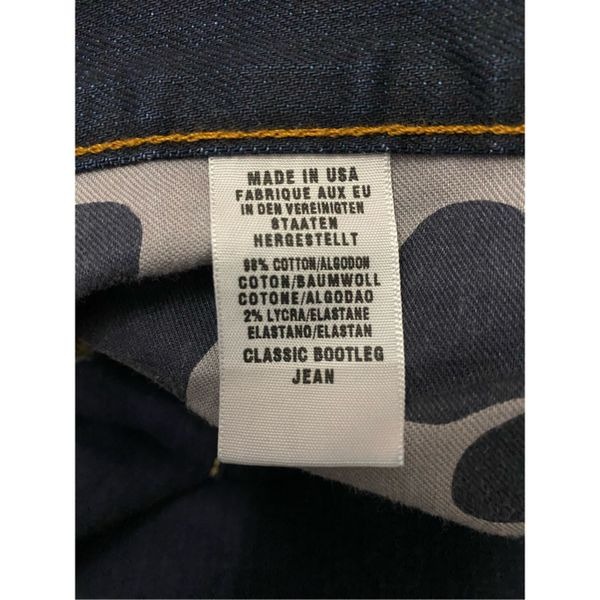 MADE IN USA
FABRIQUE AUX EU
IN DEN VEREINIGTEN
STAATEN
HERGESTELLT
98% COTTON/ALGODON
COTON/BAUMWOLL
COTONE/ALGODAO
2% LYCRA/ELASTANE
ELASTANO/ELASTAN
CLASSIC BOOTLEG
JEAN